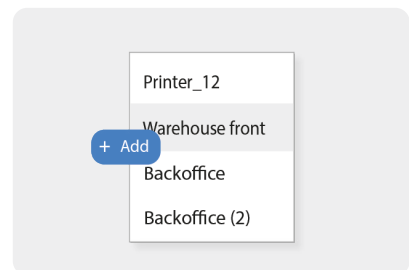 Printer_12
Warehouse front
+ Add
Backoffice
Backoffice (2)